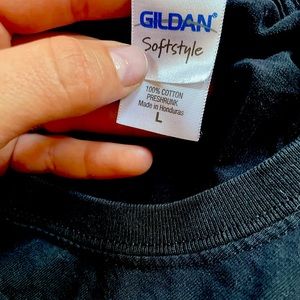 GILDAN®
Softstyle
100% COTTON
PRESHRUNK
Made in Honduras
L